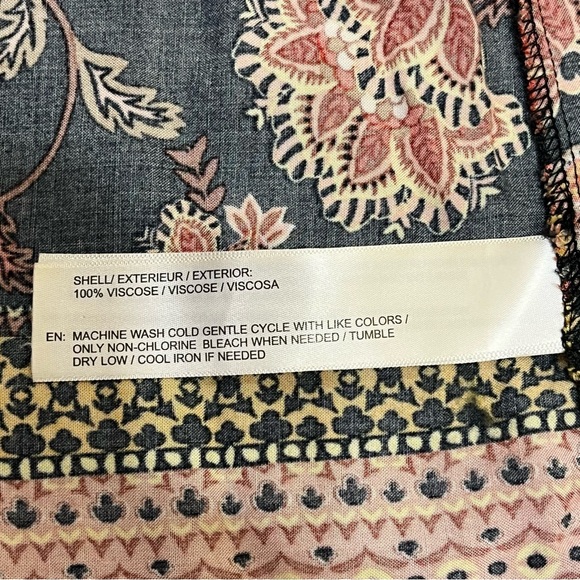 SHELL/ EXTERIEUR / EXTERIOR:
100% VISCOSE / VISCOSE / VISCOSA
EN: MACHINE WASH COLD GENTLE CYCLE WITH LIKE COLORS /
ONLY NON-CHLORINE BLEACH WHEN NEEDED / TUMBLE
DRY LOW / COOL IRON IF NEEDED